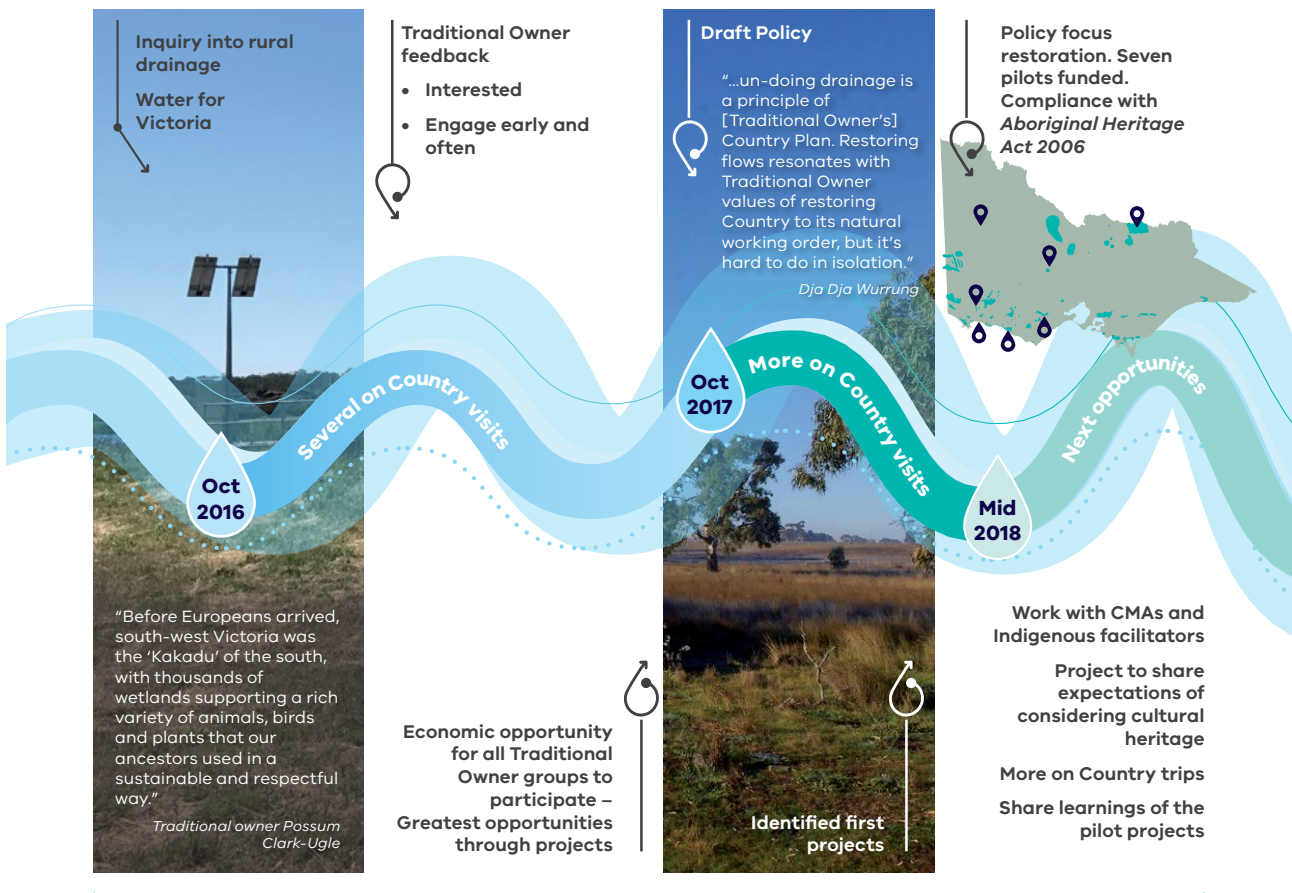 Inquiry into rural
drainage
Water for
Victoria
Traditional Owner
feedback
• Interested
• Engage early and
often
Draft Policy
“...un-doing drainage is
a principle of
[Traditional Owner’s]
Country Plan. Restoring
flows resonates with
Traditional Owner
values of restoring
Country to its natural
working order, but it’s
hard to do in isolation.”
Dja Dja Wurrung
Policy focus
restoration. Seven
pilots funded.
Compliance with
Aboriginal Heritage
Act 2006
Oct
2016
Several on Country visits
Oct
2017
More on Country visits
Mid
2018
Next opportunities
“Before Europeans arrived,
south-west Victoria was
the ‘Kakadu’ of the south,
with thousands of
wetlands supporting a rich
variety of animals, birds
and plants that our
ancestors used in a
sustainable and respectful
way.”
Traditional owner Possum
Clark-Ugle
Economic opportunity
for all Traditional
Owner groups to
participate –
Greatest opportunities
through projects
Identified first
projects
Work with CMAs and
Indigenous facilitators
Project to share
expectations of
considering cultural
heritage
More on Country trips
Share learnings of the
pilot projects